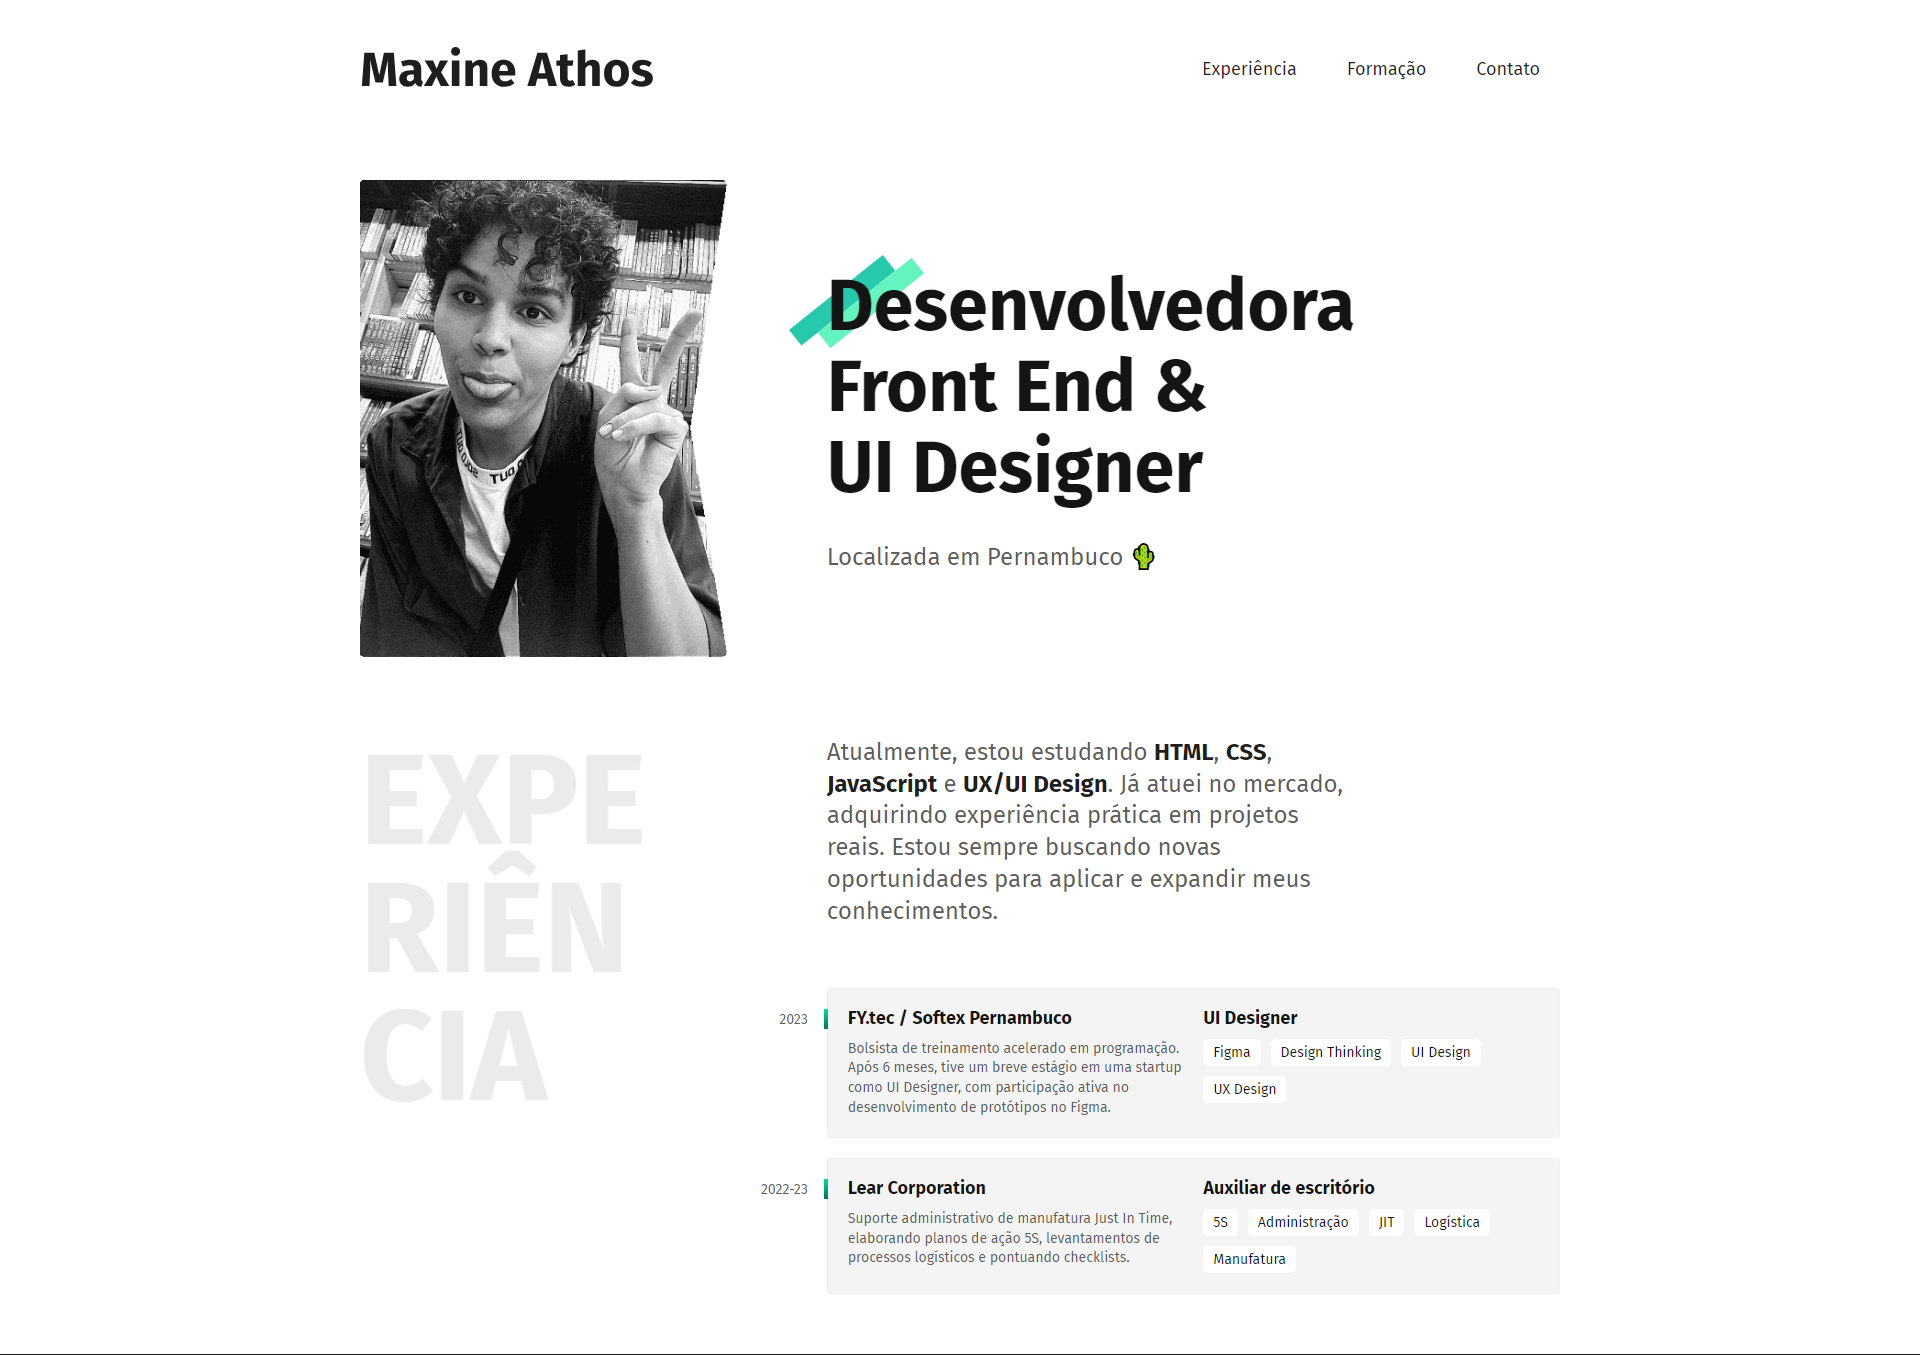 Maxine Athos
Experiência
Formação
Contato
TUO OJOS
TUO O
Desenvolvedora
Front End &
UI Designer
Localizada em Pernambuco
EXPE
RIÊN
CIA
Atualmente, estou estudando HTML, CSS,
JavaScript e UX/UI Design. Já atuei no mercado,
adquirindo experiência prática em projetos
reais. Estou sempre buscando novas
oportunidades para aplicar e expandir meus
conhecimentos.
2023
FY.tec / Softex Pernambuco
Bolsista de treinamento acelerado em programação.
Após 6 meses, tive um breve estágio em uma startup
como UI Designer, com participação ativa no
desenvolvimento de protótipos no Figma.
UI Designer
Figma
Design Thinking
UI Design
UX Design
2022-23
Lear Corporation
Suporte administrativo de manufatura Just In Time,
elaborando planos de ação 5S, levantamentos de
processos logísticos e pontuando checklists.
Auxiliar de escritório
5S
Administração
JIT
Logística
Manufatura